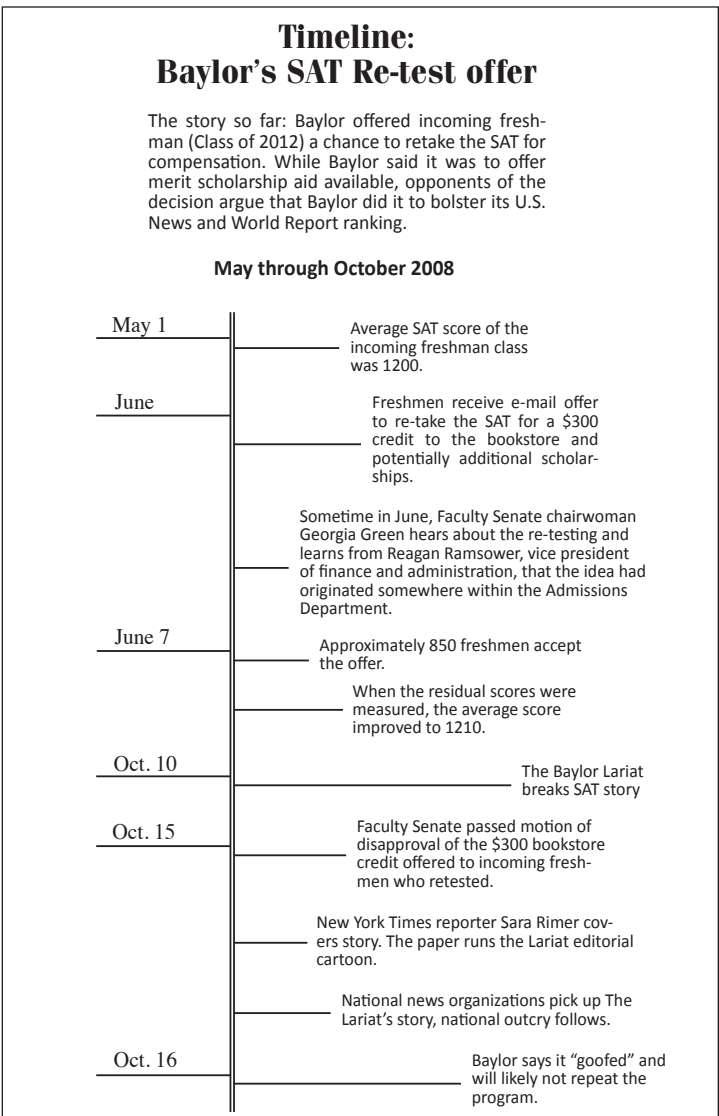 Timeline:
Baylor's SAT Re-test offer
The story so far: Baylor offered incoming fresh-
man (Class of 2012) a chance to retake the SAT for
compensation. While Baylor said it was to offer
merit scholarship aid available, opponents of the
decision argue that Baylor did it to bolster its U.S.
News and World Report ranking.
May through October 2008
May 1
Average SAT score of the
incoming freshman class
was 1200.
June
Freshmen receive e-mail offer
to re-take the SAT for a $300
credit to the bookstore and
potentially additional scholar-
ships.
Sometime in June, Faculty Senate chairwoman
Georgia Green hears about the re-testing and
learns from Reagan Ramsower, vice president
of finance and administration, that the idea had
originated somewhere within the Admissions
Department.
June 7
Approximately 850 freshmen accept
the offer.
When the residual scores were
measured, the average score
improved to 1210.
Oct. 10
The Baylor Lariat
breaks SAT story
Oct. 15
Faculty Senate passed motion of
disapproval of the $300 bookstore
credit offered to incoming fresh-
men who retested.
New York Times reporter Sara Rimer cov-
ers story. The paper runs the Lariat editorial
cartoon.
National news organizations pick up The
Lariat's story, national outcry follows.
Oct. 16
Baylor says it "goofed" and
will likely not repeat the
program.